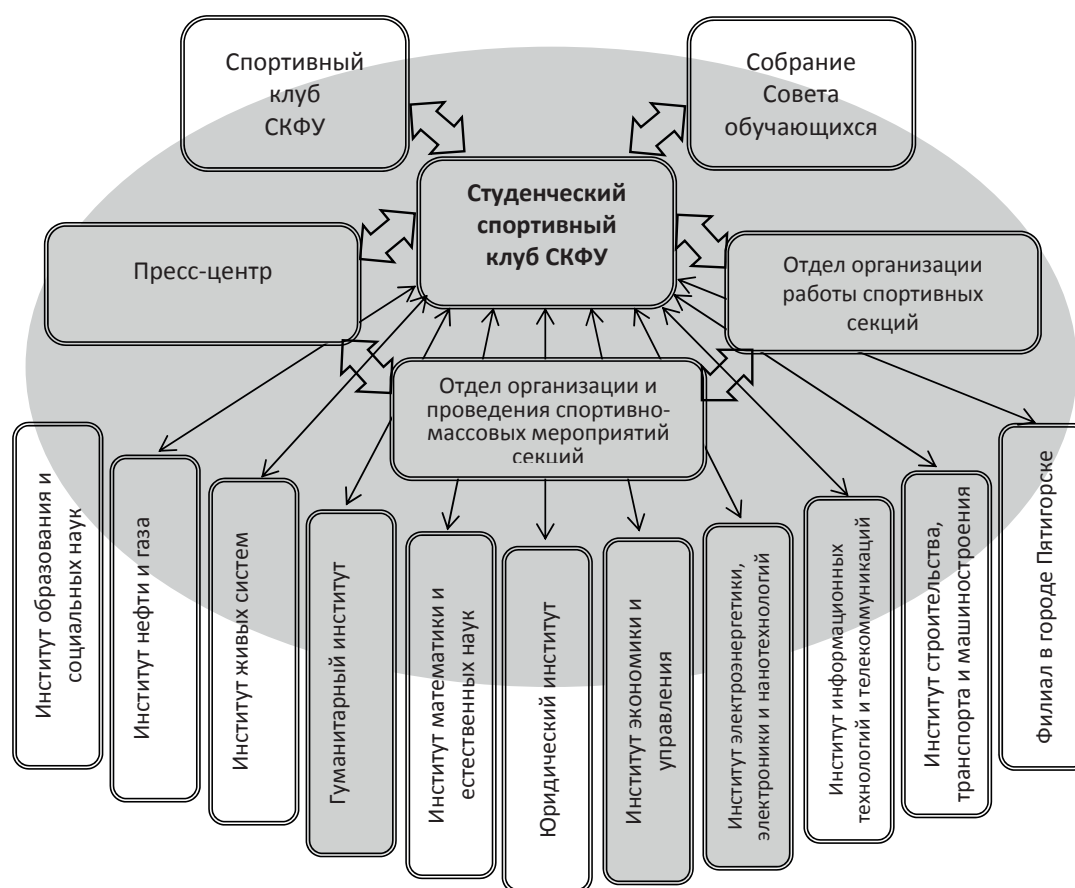 Спортивный
клуб
СКФУ
Собрание
Совета
обучающихся
Студенческий
спортивный
клуб СКФУ
Пресс-центр
Отдел организации
работы спортивных
секций
Отдел организации и
проведения спортивно-
массовых мероприятий
секций
Институт образования и
социальных наук
Институт нефти и газа
Институт живых систем
Гуманитарный институт
Институт математики и
естественных наук
Юридический институт
Институт экономики и
управления
Институт электроэнергетики,
электроники и нанотехнологий
Институт информационных
технологий и телекоммуникаций
Институт строительства,
транспорта и машиностроения
Филиал в городе Пятигорске